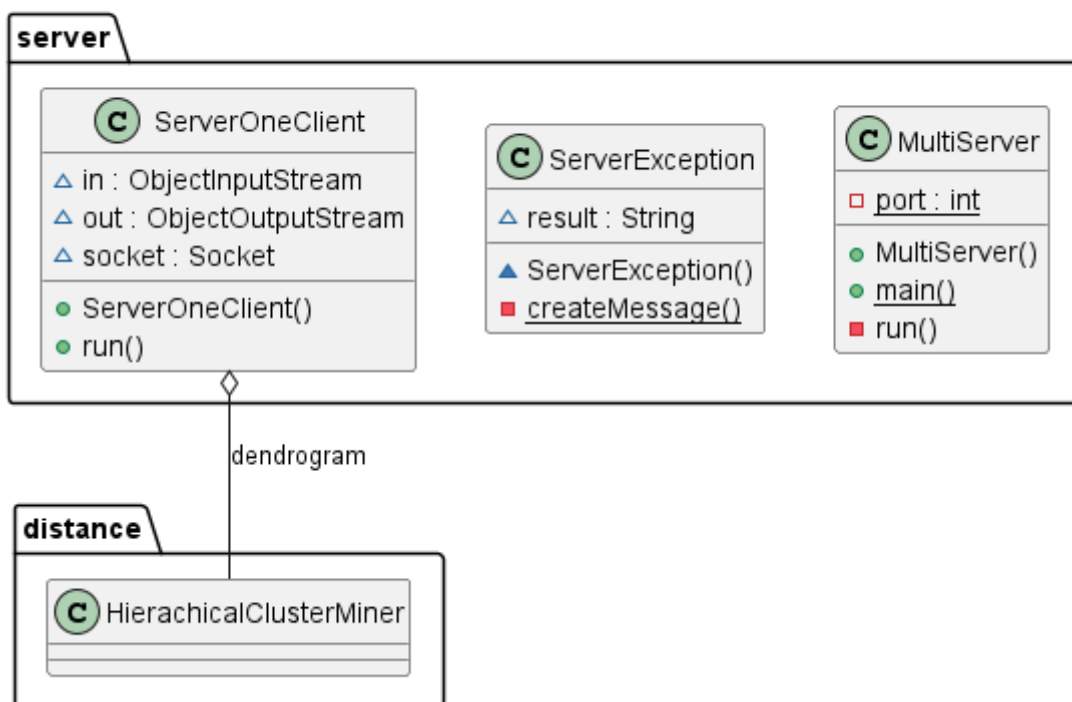 server
C ServerOneClient
in : ObjectInputStream
out : ObjectOutputStream
socket : Socket
ServerOneClient()
run()
C ServerException
result : String
ServerException()
createMessage()
C MultiServer
port : int
MultiServer()
main()
run()
dendrogram
distance
C HierachicalClusterMiner